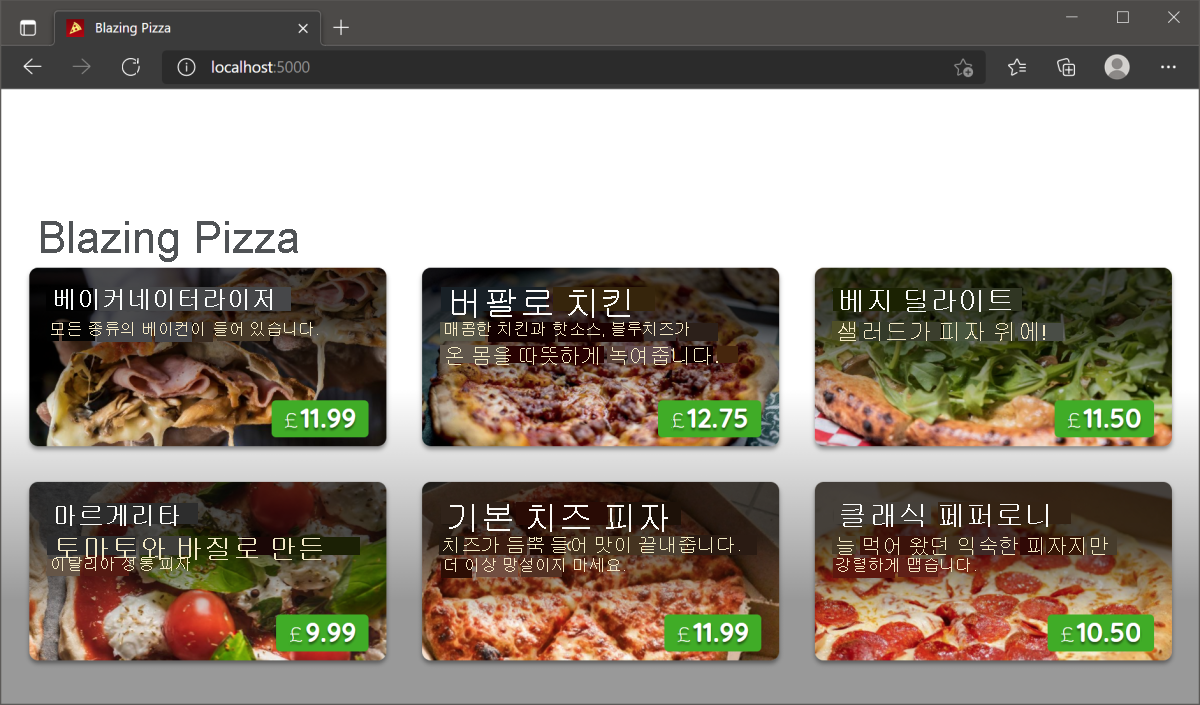 Blazing Pizza
localhost:5000
Blazing Pizza
베이커네이터라이저
모든 종류의 베이컨이 들어 있습니다.
£11.99
버팔로 치킨
매콤한 치킨과 핫소스, 블루치즈가
온 몸을 따뜻하게 녹여줍니다.
£12.75
베지 딜라이트
샐러드가 피자 위에!
£11.50
마르게리타
토마토와 바질로 만든
이탈리아 정통 피자
£9.99
기본 치즈 피자
치즈가 듬뿍 들어 맛이 끝내줍니다.
더 이상 망설이지 마세요.
£11.99
클래식 페퍼로니
늘 먹어 왔던 익숙한 피자지만
강렬하게 맵습니다.
£10.50